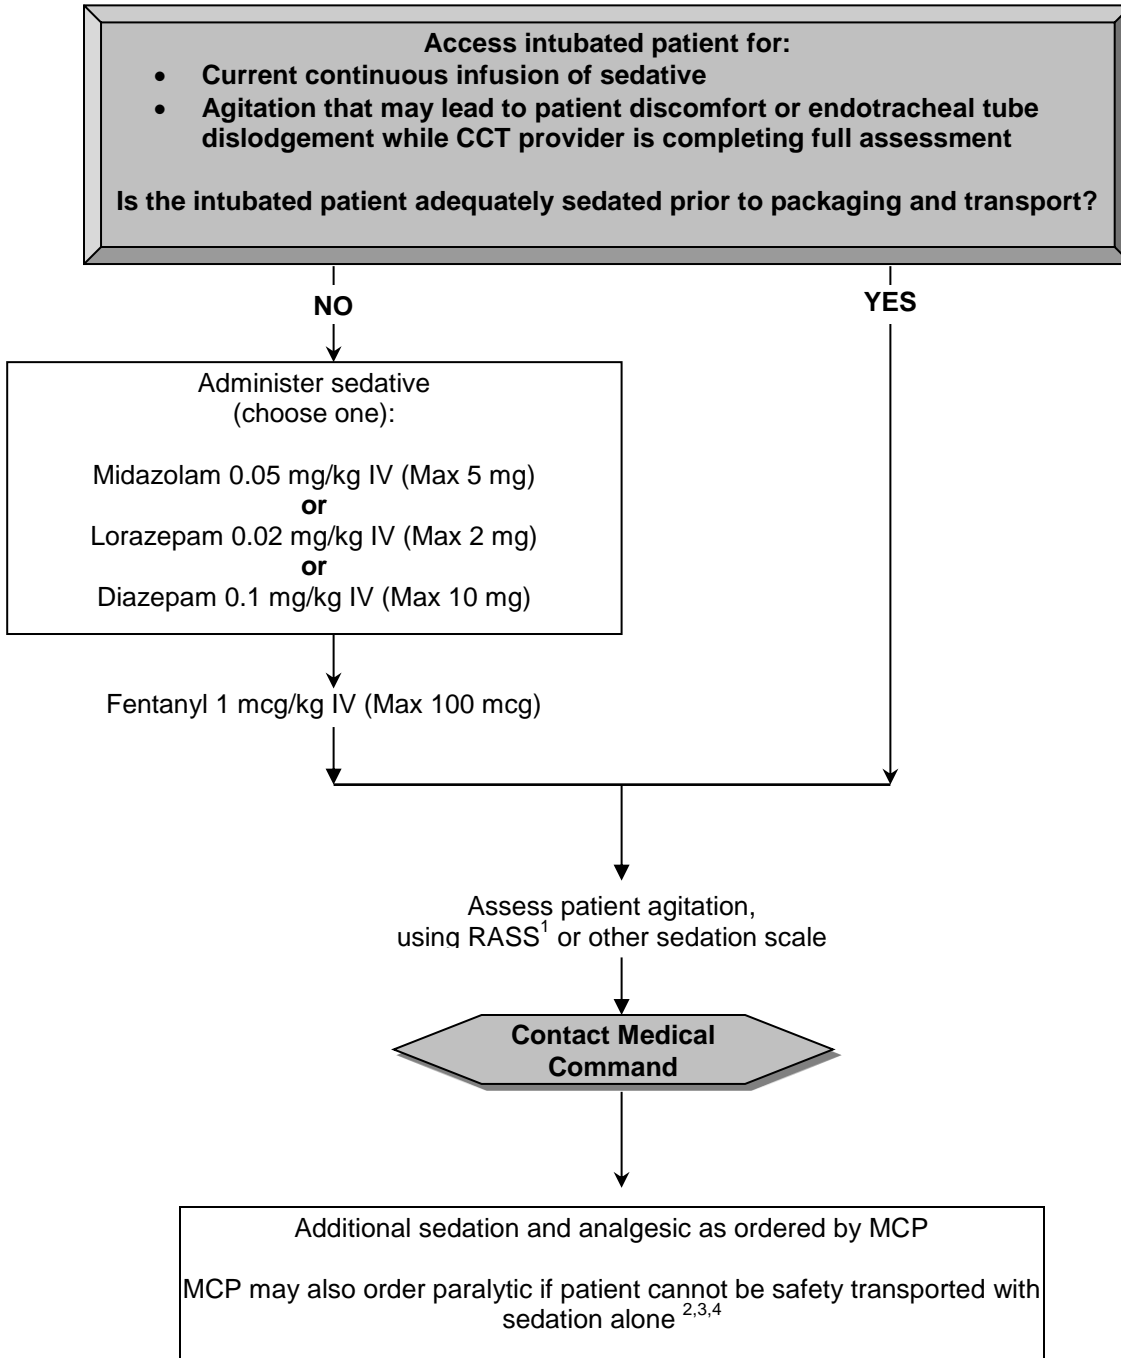 Access intubated patient for:
• Current continuous infusion of sedative
• Agitation that may lead to patient discomfort or endotracheal tube
dislodgement while CCT provider is completing full assessment
Is the intubated patient adequately sedated prior to packaging and transport?
NO
YES
Administer sedative
(choose one):
Midazolam 0.05 mg/kg IV (Max 5 mg)
or
Lorazepam 0.02 mg/kg IV (Max 2 mg)
or
Diazepam 0.1 mg/kg IV (Max 10 mg)
Fentanyl 1 mcg/kg IV (Max 100 mcg)
Assess patient agitation,
using RASS1 or other sedation scale
Contact Medical
Command
Additional sedation and analgesic as ordered by MCP
MCP may also order paralytic if patient cannot be safety transported with
sedation alone 2,3,4